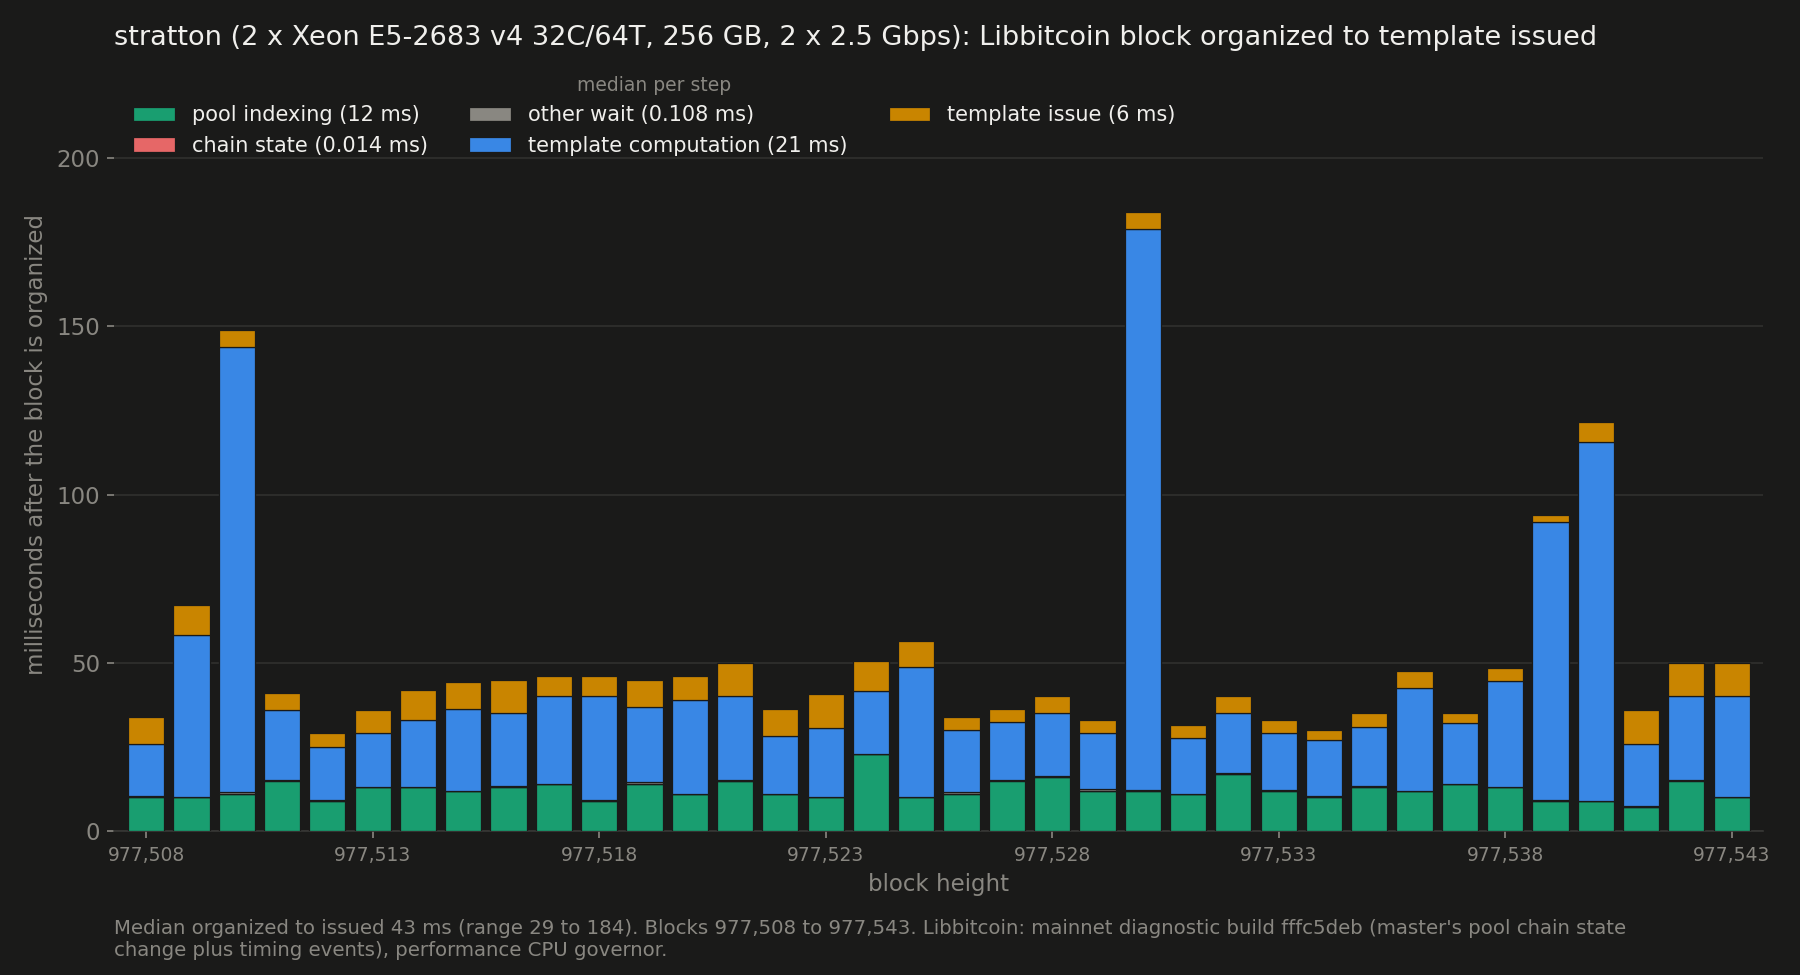 stratton (2 x Xeon E5-2683 v4 32C/64T, 256 GB, 2 x 2.5 Gbps): Libbitcoin block organized to template issued
median per step
pool indexing (12 ms)
other wait (0.108 ms)
template issue (6 ms)
chain state (0.014 ms)
template computation (21 ms)
milliseconds after the block is organized
200
150
100
50
0
977,508
977,513
977,518
977,523
977,528
977,533
977,538
977,543
block height
Median organized to issued 43 ms (range 29 to 184). Blocks 977,508 to 977,543. Libbitcoin: mainnet diagnostic build fffc5deb (master's pool chain state
change plus timing events), performance CPU governor.